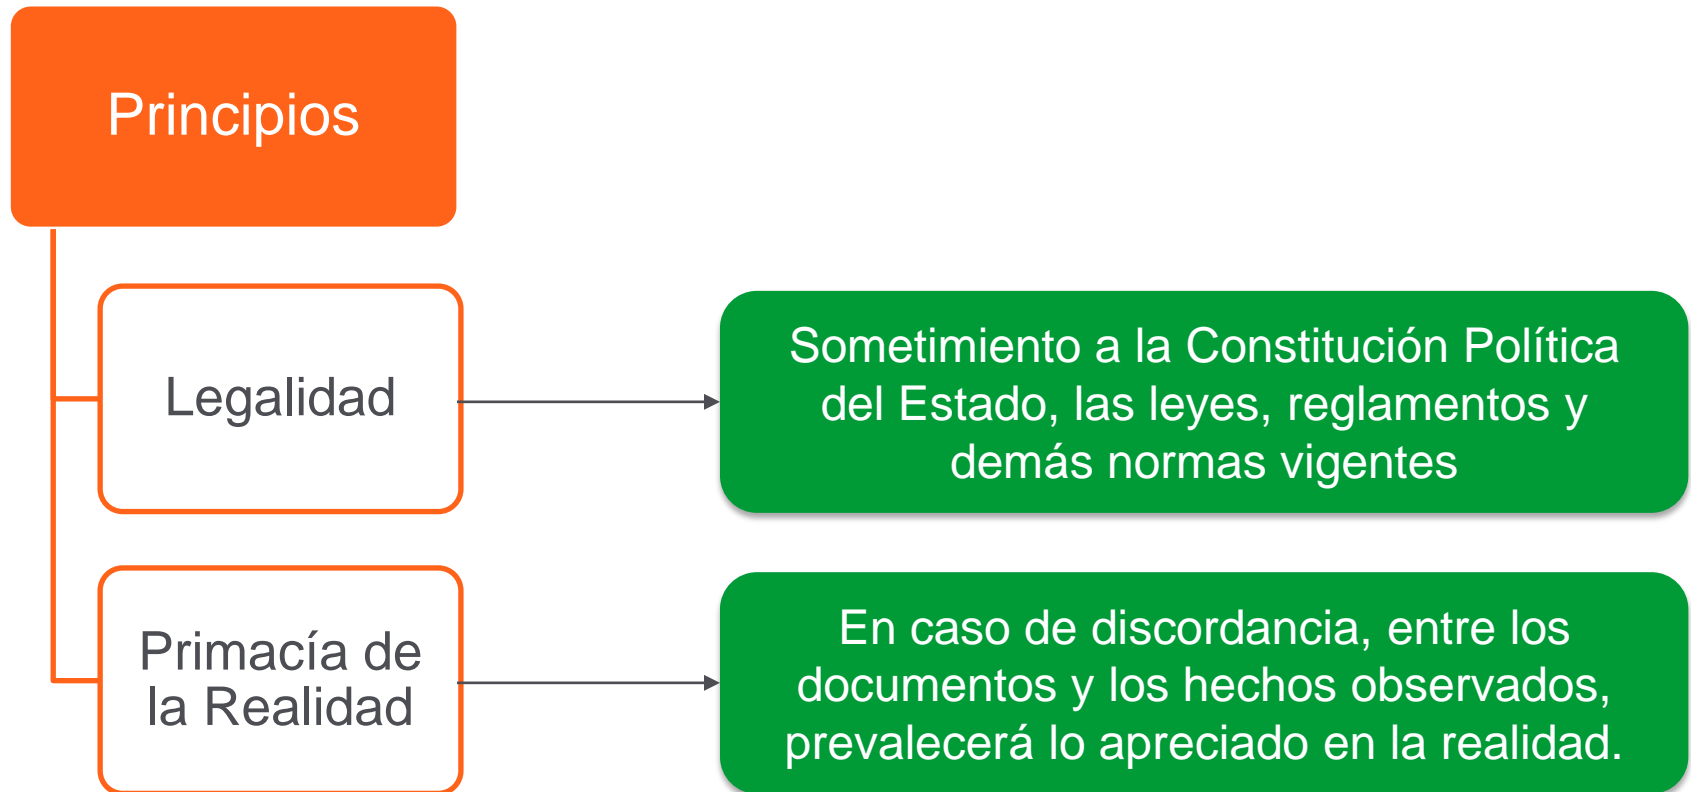 Principios
Legalidad
Sometimiento a la Constitución Política
del Estado, las leyes, reglamentos y
demás normas vigentes
Primacía de
la Realidad
En caso de discordancia, entre los
documentos y los hechos observados,
prevalecerá lo apreciado en la realidad.